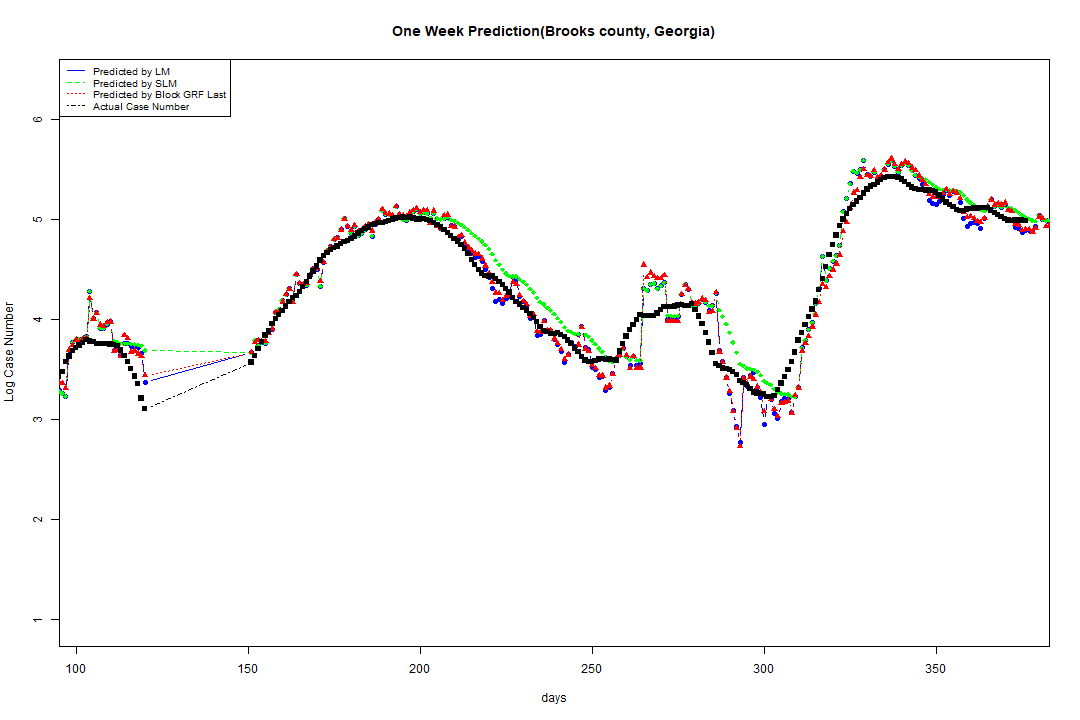 One Week Prediction(Brooks county, Georgia)
Predicted by LM
Predicted by SLM
Predicted by Block GRF Last
Actual Case Number
Log Case Number
6
5
4
3
2
1
100 150 200 250 300 350
days